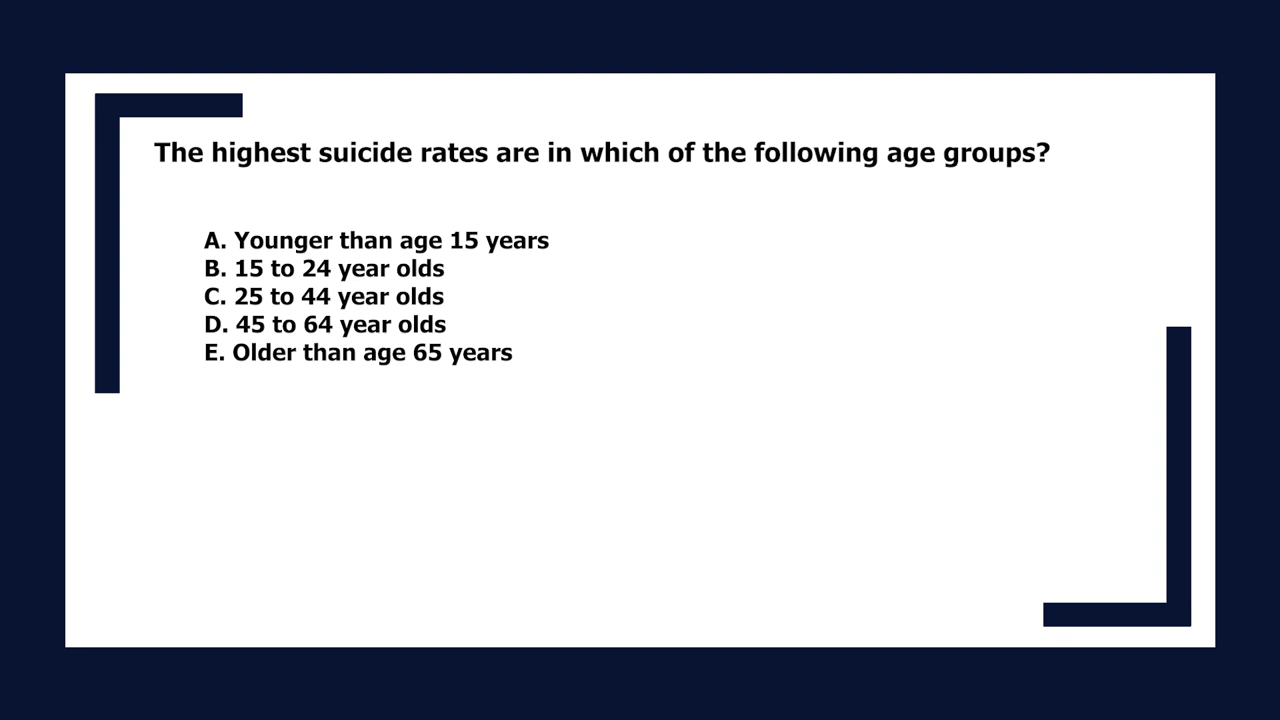 The highest suicide rates are in which of the following age groups?
A. Younger than age 15 years
B. 15 to 24 year olds
C. 25 to 44 year olds
D. 45 to 64 year olds
E. Older than age 65 years